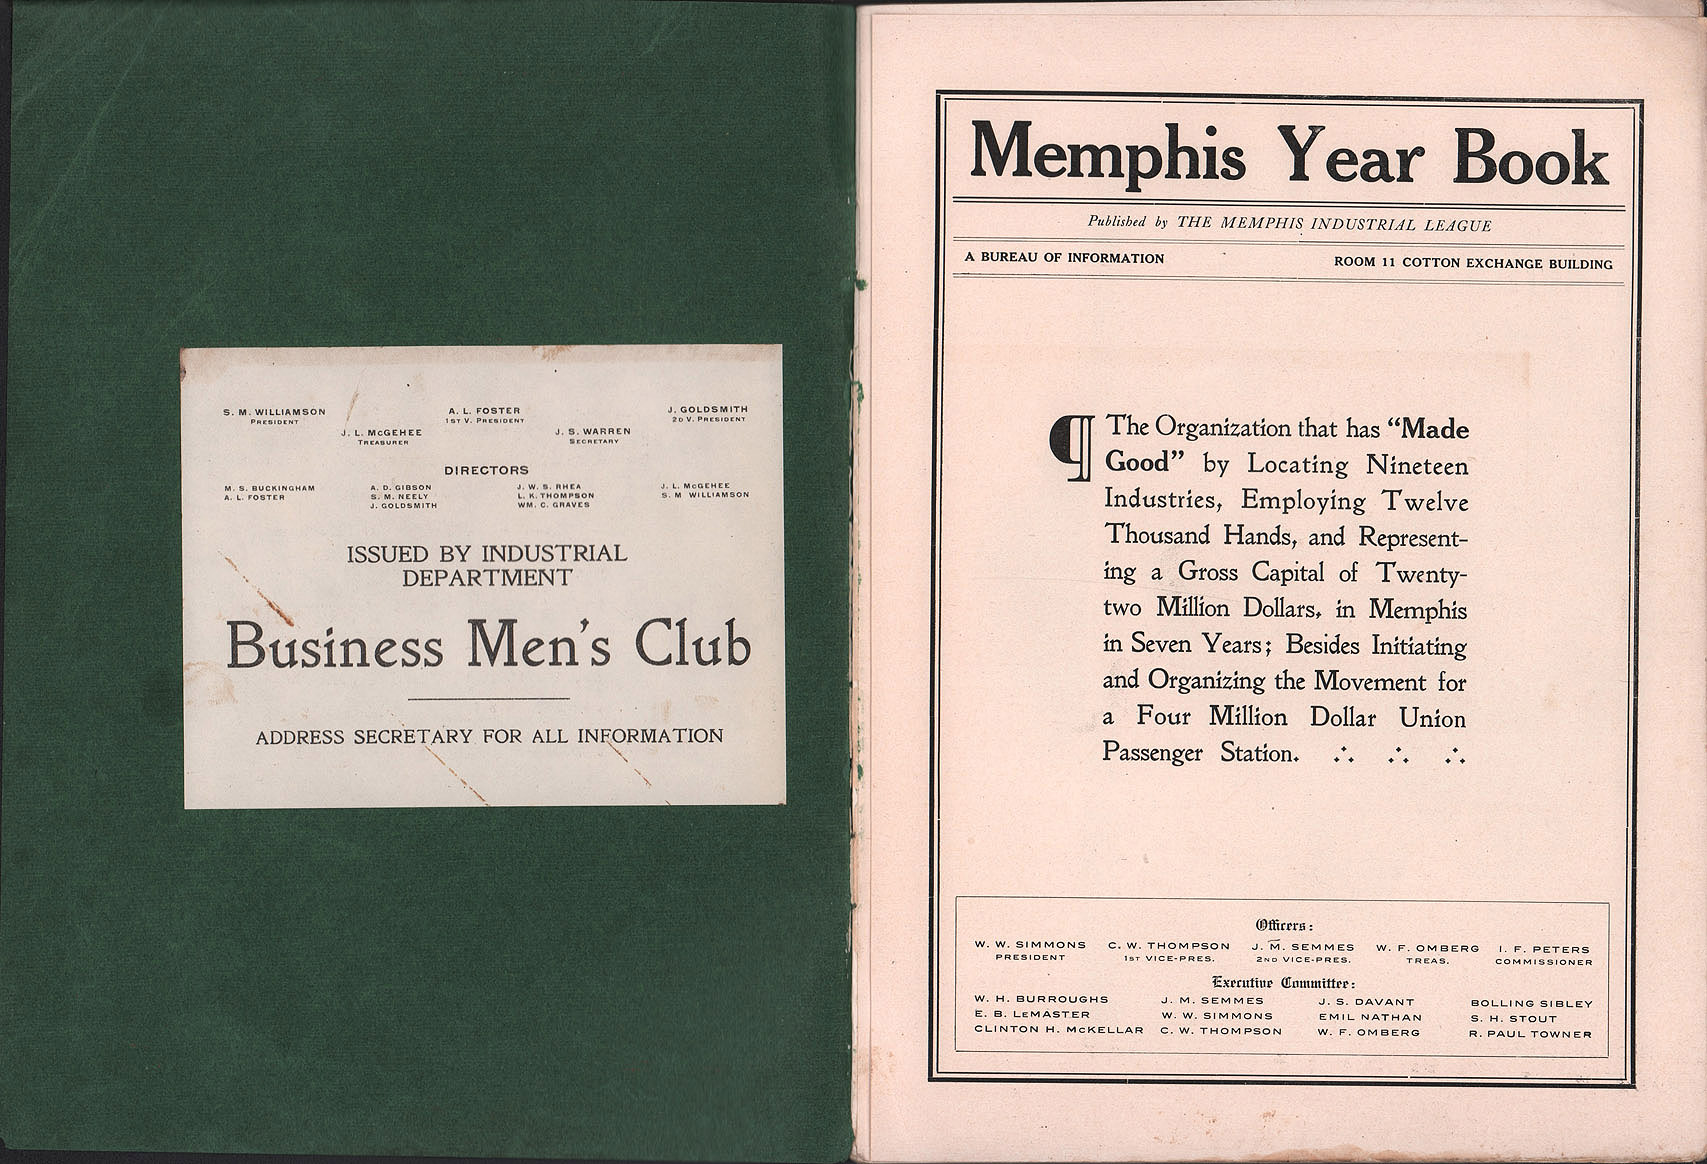 S. M. WILLIAMSON
PRESIDENT
A. L. FOSTER
1ST V. PRESIDENT
J. GOLDSMITH
2D V. PRESIDENT
J. L. McGEHEE
TREASURER
J. S. WARREN
SECRETARY
DIRECTORS
M. S. BUCKINGHAM
A. L. FOSTER
A. D. GIBSON
S. M. NEELY
J. GOLDSMITH
J. W. S. RHEA
L. K. THOMPSON
WM. C. GRAVES
J. L. McGEHEE
S. M WILLIAMSON
ISSUED BY INDUSTRIAL
DEPARTMENT
Business Men's Club
ADDRESS SECRETARY FOR ALL INFORMATION
Memphis Year Book
Published by THE MEMPHIS INDUSTRIAL LEAGUE
A BUREAU OF INFORMATION ROOM 11 COTTON EXCHANGE BUILDING
¶ The Organization that has “Made
Good” by Locating Nineteen
Industries, Employing Twelve
Thousand Hands, and Represent-
ing a Gross Capital of Twenty-
two Million Dollars, in Memphis
in Seven Years; Besides Initiating
and Organizing the Movement for
a Four Million Dollar Union
Passenger Station. ∴ ∴ ∴
Officers:
W. W. SIMMONS
PRESIDENT
C. W. THOMPSON
1ST VICE-PRES.
J. M. SEMMES
2ND VICE-PRES.
W. F. OMBERG
TREAS.
I. F. PETERS
COMMISSIONER
Executive Committee:
W. H. BURROUGHS
E. B. LEMASTER
CLINTON H. McKELLAR
J. M. SEMMES
W. W. SIMMONS
C. W. THOMPSON
J. S. DAVANT
EMIL NATHAN
W. F. OMBERG
BOLLING SIBLEY
S. H. STOUT
R. PAUL TOWNER